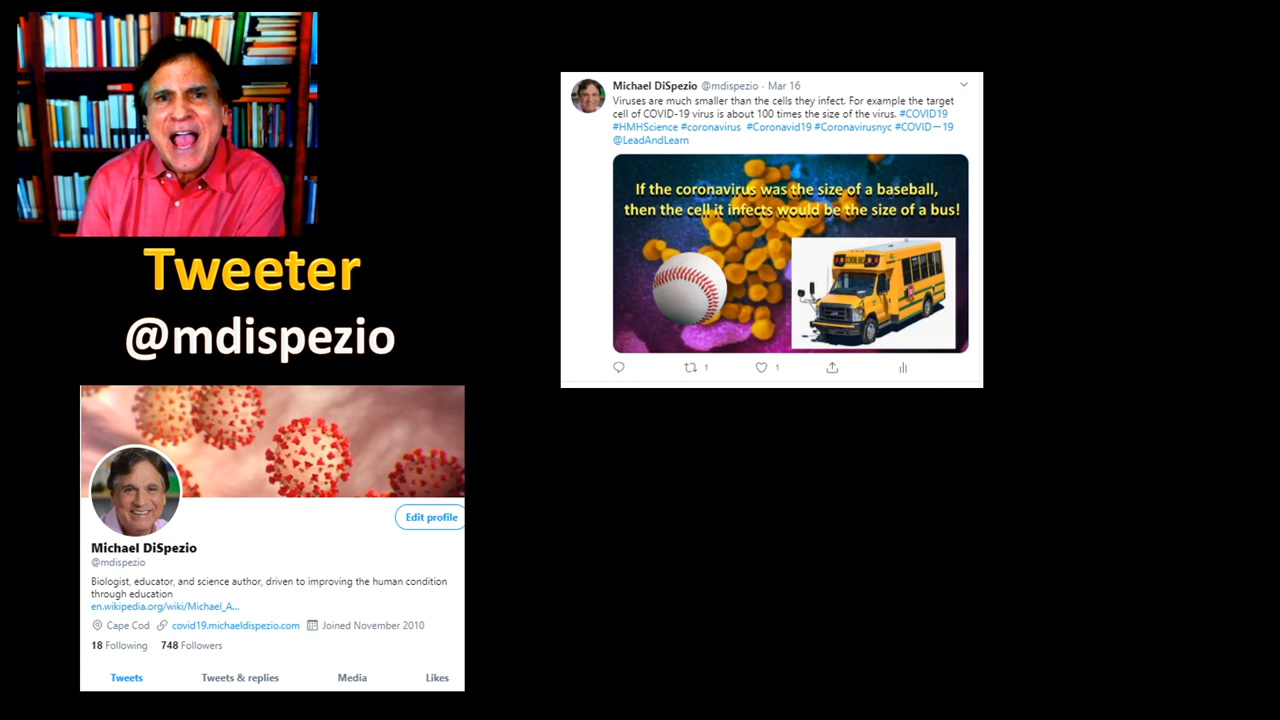 Tweeter
@mdispezio
Michael DiSpezio
@mdispezio
Biologist, educator, and science author, driven to improving the human condition
through education
en.wikipedia.org/wiki/Michael_A...
Cape Cod covid19.michaeldispezio.com Joined November 2010
18 Following 748 Followers
Edit profile
Tweets Tweets & replies Media Likes
Michael DiSpezio @mdispezio · Mar 16
Viruses are much smaller than the cells they infect. For example the target
cell of COVID-19 virus is about 100 times the size of the virus. #COVID19
#HMHScience #coronavirus #Coronavid19 #Coronavirusnyc #COVID—19
@LeadAndLearn
If the coronavirus was the size of a baseball,
then the cell it infects would be the size of a bus!
1 1